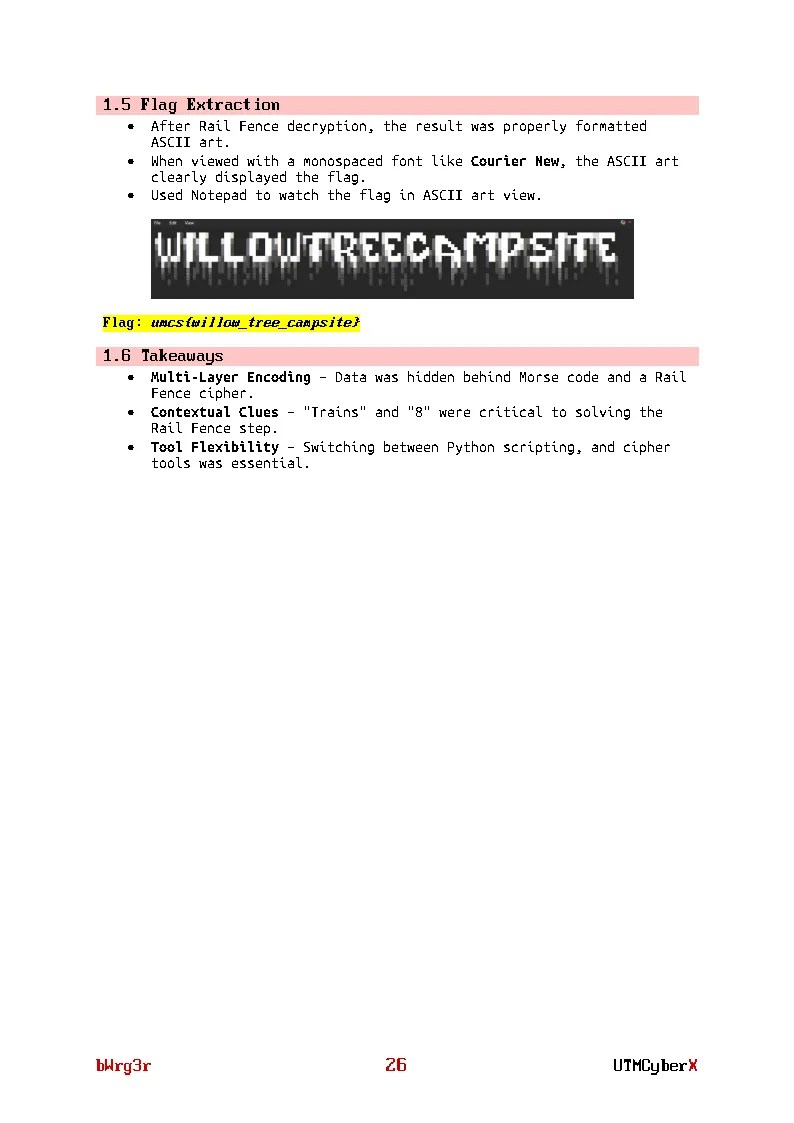 1.5 Flag Extraction
• After Rail Fence decryption, the result was properly formatted
ASCII art.
• When viewed with a monospaced font like Courier New, the ASCII art
clearly displayed the flag.
• Used Notepad to watch the flag in ASCII art view.
File Edit View
WILLOWTREECAMPSITE
Flag: umcs{willow_tree_campsite}
1.6 Takeaways
• Multi-Layer Encoding – Data was hidden behind Morse code and a Rail
Fence cipher.
• Contextual Clues – "Trains" and "8" were critical to solving the
Rail Fence step.
• Tool Flexibility – Switching between Python scripting, and cipher
tools was essential.
bWrg3r 26 UTMCyberX